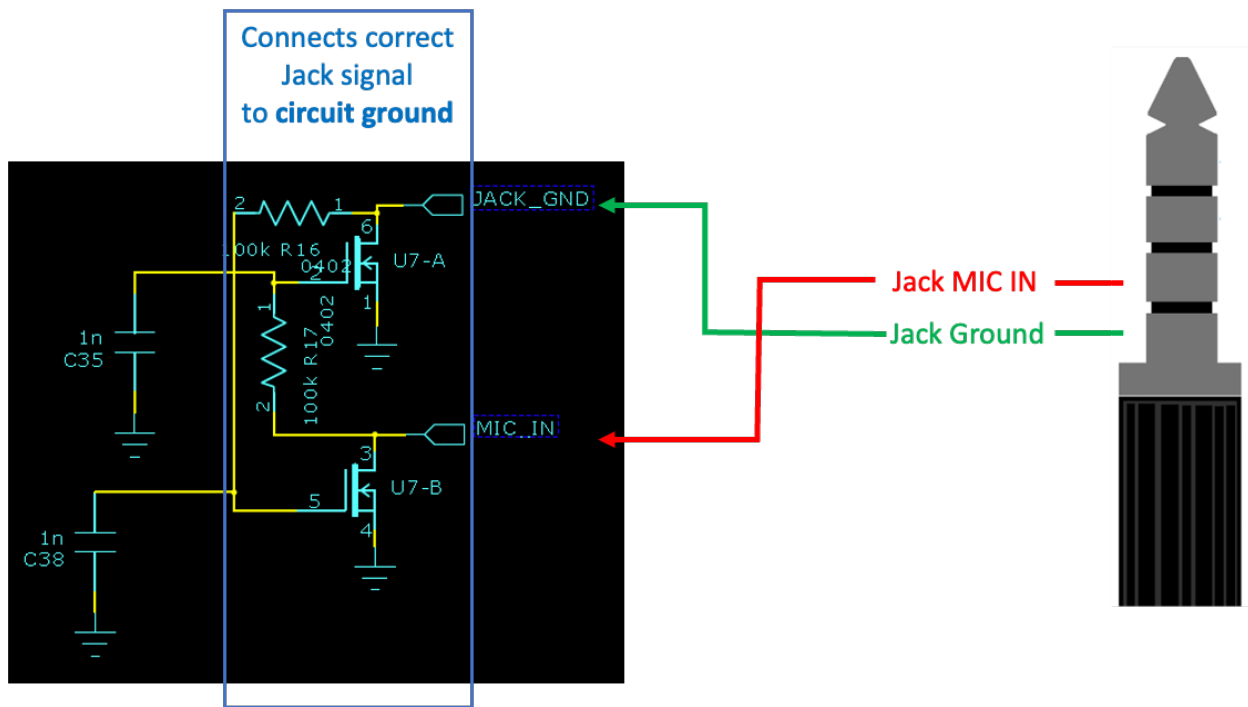 Connects correct
Jack signal
to circuit ground
2
1
JACK_GND
6
100k R16
0402
U7-A
2
1
1
1n
C35
100k R17
0402
2
MIC_IN
3
5
U7-B
4
1n
C38
Jack MIC IN
Jack Ground